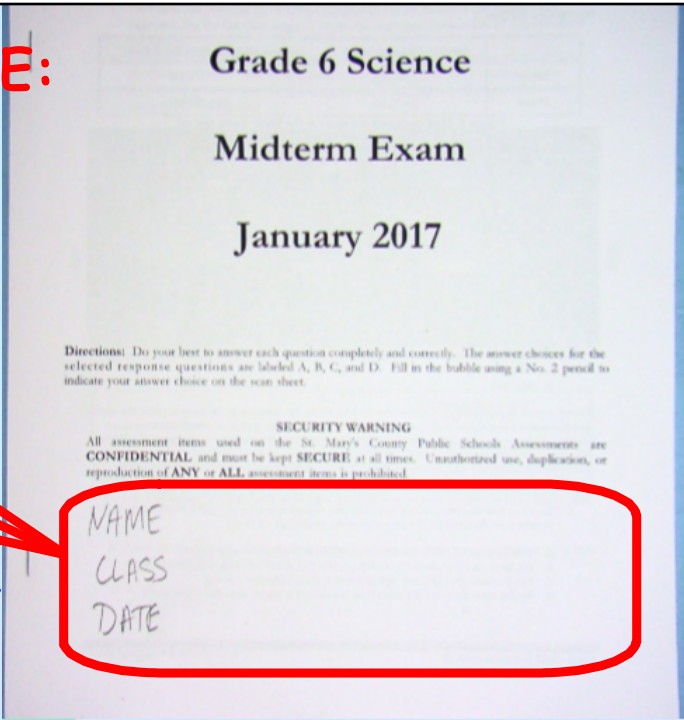 E:
Grade 6 Science
Midterm Exam
January 2017
Directions: Do your best to answer each question completely and correctly. The answer choices for the
selected response questions are labeled A, B, C, and D. Fill in the bubble using a No. 2 pencil to
indicate your answer choice on the scan sheet.
SECURITY WARNING
All assessment items used on the St. Mary's County Public Schools Assessments are
CONFIDENTIAL and must be kept SECURE at all times. Unauthorized use, duplication, or
reproduction of ANY or ALL assessment items is prohibited.
NAME
CLASS
DATE